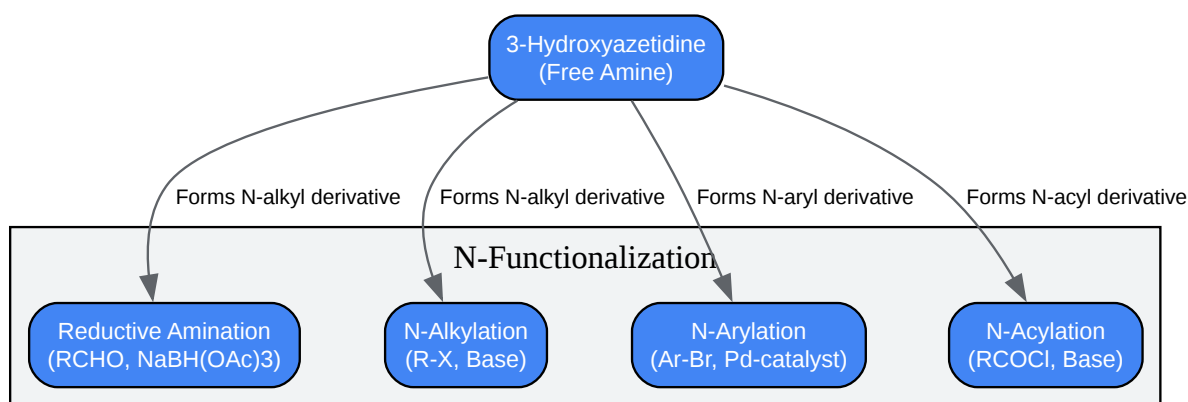 3-Hydroxyazetidine
(Free Amine)
Forms N-alkyl derivative
Forms N-alkyl derivative
Forms N-aryl derivative
Forms N-acyl derivative
N-Functionalization
Reductive Amination
(RCHO, NaBH(OAc)3)
N-Alkylation
(R-X, Base)
N-Arylation
(Ar-Br, Pd-catalyst)
N-Acylation
(RCOCl, Base)